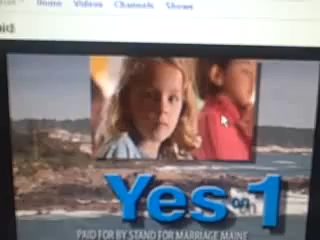 Home Videos Channels Shows
Yes on 1
PAID FOR BY STAND FOR MARRIAGE MAINE